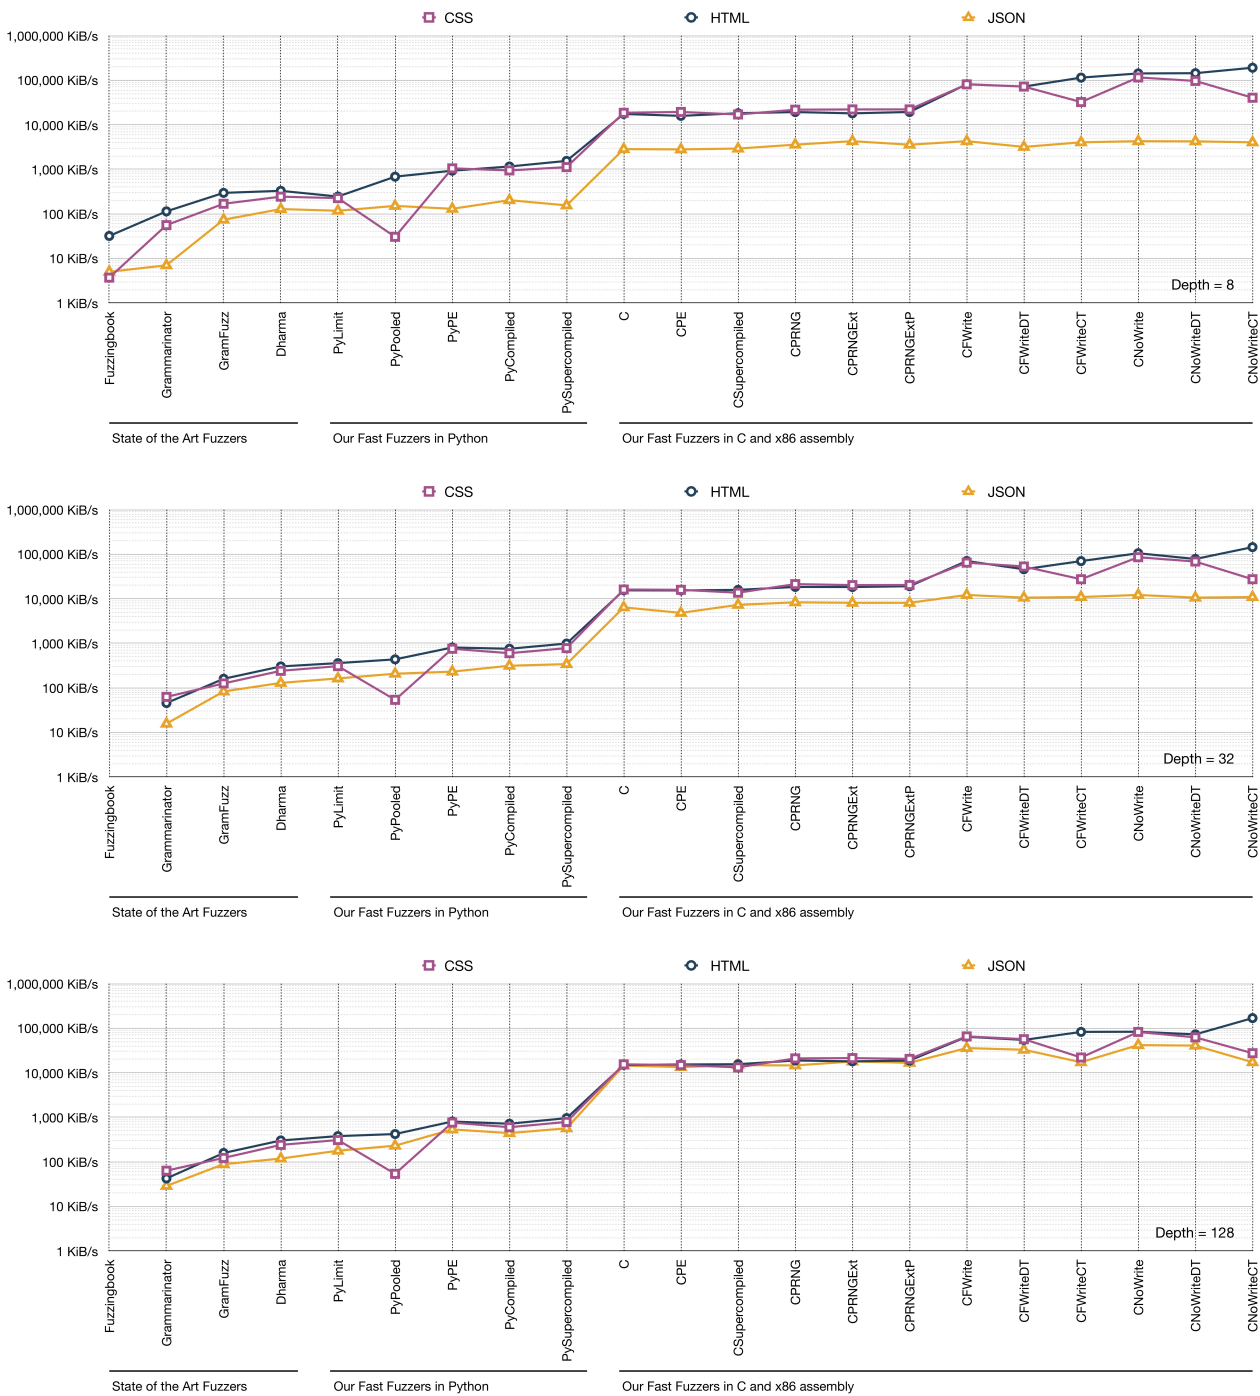 CSS HTML JSON
1,000,000 KiB/s
100,000 KiB/s
10,000 KiB/s
1,000 KiB/s
100 KiB/s
10 KiB/s
1 KiB/s
Depth = 8
Fuzzingbook
Grammarinator
GramFuzz
Dharma
PyLimit
PyPooled
PyPE
PyCompiled
PySupercompiled
C
CPE
CSupercompiled
CPRNG
CPRNGExt
CPRNGExtP
CFWrite
CFWriteDT
CFWriteCT
CNoWrite
CNoWriteDT
CNoWriteCT
State of the Art Fuzzers
Our Fast Fuzzers in Python
Our Fast Fuzzers in C and x86 assembly
CSS HTML JSON
1,000,000 KiB/s
100,000 KiB/s
10,000 KiB/s
1,000 KiB/s
100 KiB/s
10 KiB/s
1 KiB/s
Depth = 32
Fuzzingbook
Grammarinator
GramFuzz
Dharma
PyLimit
PyPooled
PyPE
PyCompiled
PySupercompiled
C
CPE
CSupercompiled
CPRNG
CPRNGExt
CPRNGExtP
CFWrite
CFWriteDT
CFWriteCT
CNoWrite
CNoWriteDT
CNoWriteCT
State of the Art Fuzzers
Our Fast Fuzzers in Python
Our Fast Fuzzers in C and x86 assembly
CSS HTML JSON
1,000,000 KiB/s
100,000 KiB/s
10,000 KiB/s
1,000 KiB/s
100 KiB/s
10 KiB/s
1 KiB/s
Depth = 128
Fuzzingbook
Grammarinator
GramFuzz
Dharma
PyLimit
PyPooled
PyPE
PyCompiled
PySupercompiled
C
CPE
CSupercompiled
CPRNG
CPRNGExt
CPRNGExtP
CFWrite
CFWriteDT
CFWriteCT
CNoWrite
CNoWriteDT
CNoWriteCT
State of the Art Fuzzers
Our Fast Fuzzers in Python
Our Fast Fuzzers in C and x86 assembly